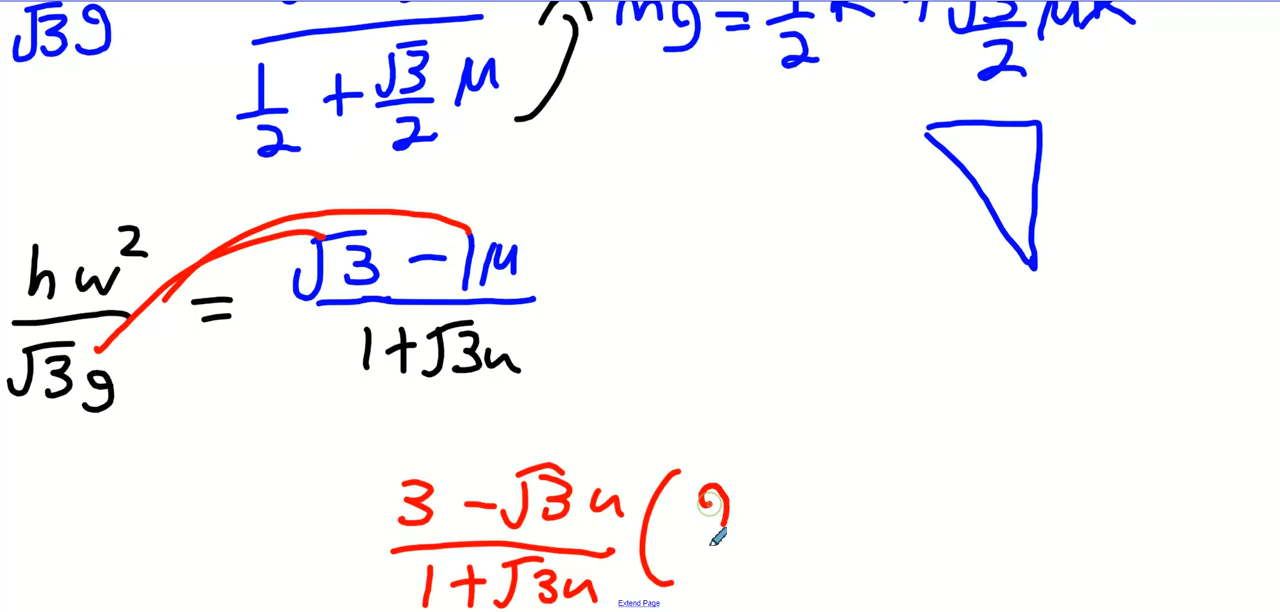 √3g
1/2 + √3/2 μ
mg = 1/2 R + √3/2 μR
hw²/√3g = √3 - 1μ/1+√3u
3 - √3u/1+√3u (g
Extend Page